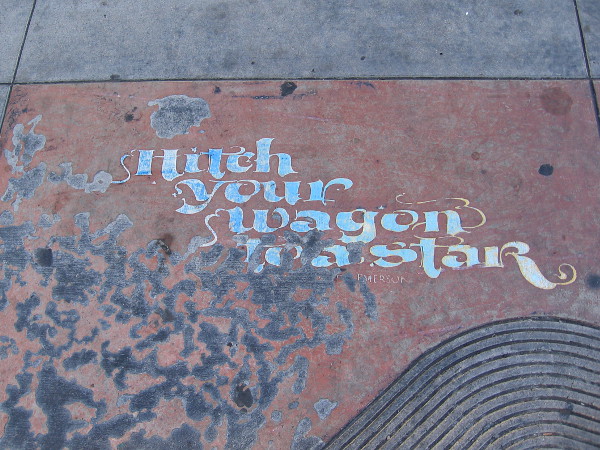 Hitch
your
wagon
to a star
EMERSON